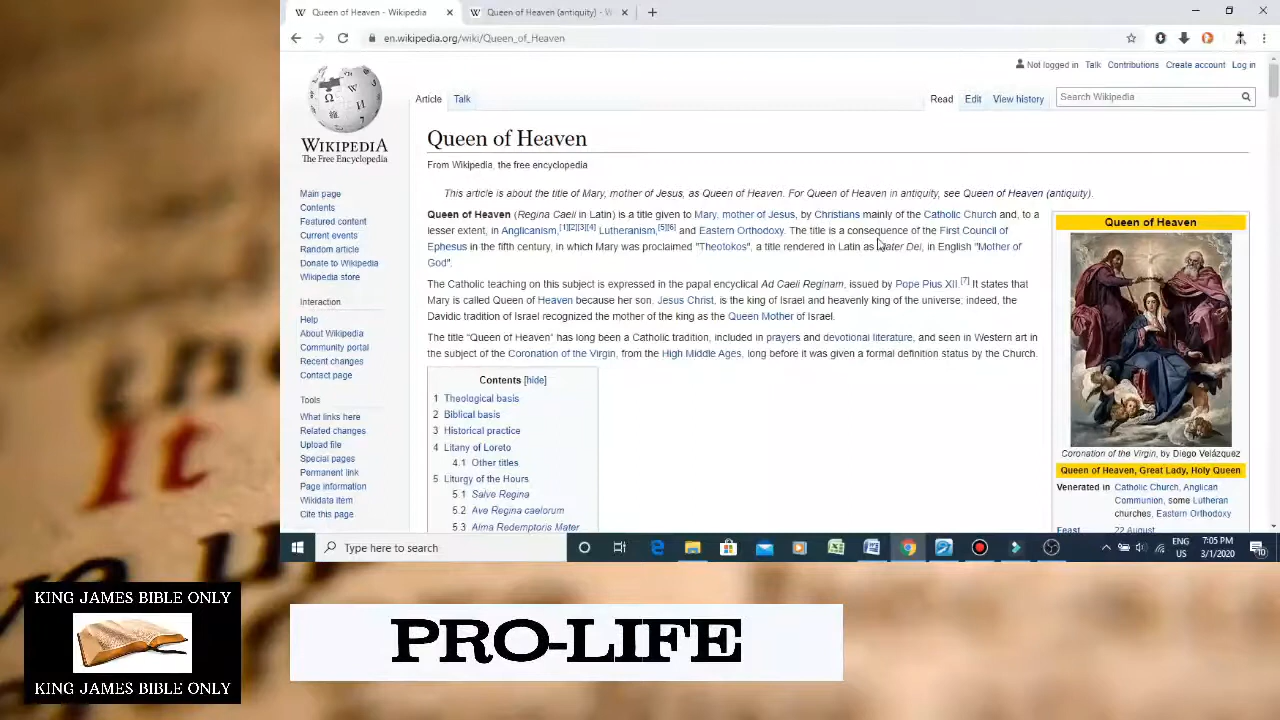 Queen of Heaven - Wikipedia
Queen of Heaven (antiquity) - W
en.wikipedia.org/wiki/Queen_of_Heaven
Not logged in Talk Contributions Create account Log in
Article Talk
Read Edit View history
Search Wikipedia
WIKIPEDIA
The Free Encyclopedia
Main page
Contents
Featured content
Current events
Random article
Donate to Wikipedia
Wikipedia store
Interaction
Help
About Wikipedia
Community portal
Recent changes
Contact page
Tools
What links here
Related changes
Upload file
Special pages
Permanent link
Page information
Wikidata item
Cite this page
Queen of Heaven
From Wikipedia, the free encyclopedia
This article is about the title of Mary, mother of Jesus, as Queen of Heaven. For Queen of Heaven in antiquity, see Queen of Heaven (antiquity).
Queen of Heaven (Regina Caeli in Latin) is a title given to Mary, mother of Jesus, by Christians mainly of the Catholic Church and, to a
lesser extent, in Anglicanism,[1][2][3][4] Lutheranism,[5][6] and Eastern Orthodoxy. The title is a consequence of the First Council of
Ephesus in the fifth century, in which Mary was proclaimed "Theotokos", a title rendered in Latin as Mater Dei, in English "Mother of
God".
The Catholic teaching on this subject is expressed in the papal encyclical Ad Caeli Reginam, issued by Pope Pius XII.[7] It states that
Mary is called Queen of Heaven because her son, Jesus Christ, is the king of Israel and heavenly king of the universe; indeed, the
Davidic tradition of Israel recognized the mother of the king as the Queen Mother of Israel.
The title "Queen of Heaven" has long been a Catholic tradition, included in prayers and devotional literature, and seen in Western art in
the subject of the Coronation of the Virgin, from the High Middle Ages, long before it was given a formal definition status by the Church.
Contents [hide]
1 Theological basis
2 Biblical basis
3 Historical practice
4 Litany of Loreto
4.1 Other titles
5 Liturgy of the Hours
5.1 Salve Regina
5.2 Ave Regina caelorum
5.3 Alma Redemptoris Mater
Queen of Heaven
Coronation of the Virgin, by Diego Velázquez
Queen of Heaven, Great Lady, Holy Queen
Venerated in Catholic Church, Anglican
Communion, some Lutheran
churches, Eastern Orthodoxy
Feast 22 August
Type here to search
ENG
US
7:05 PM
3/1/2020
10
It
KING JAMES BIBLE ONLY
KING JAMES BIBLE ONLY
PRO-LIFE